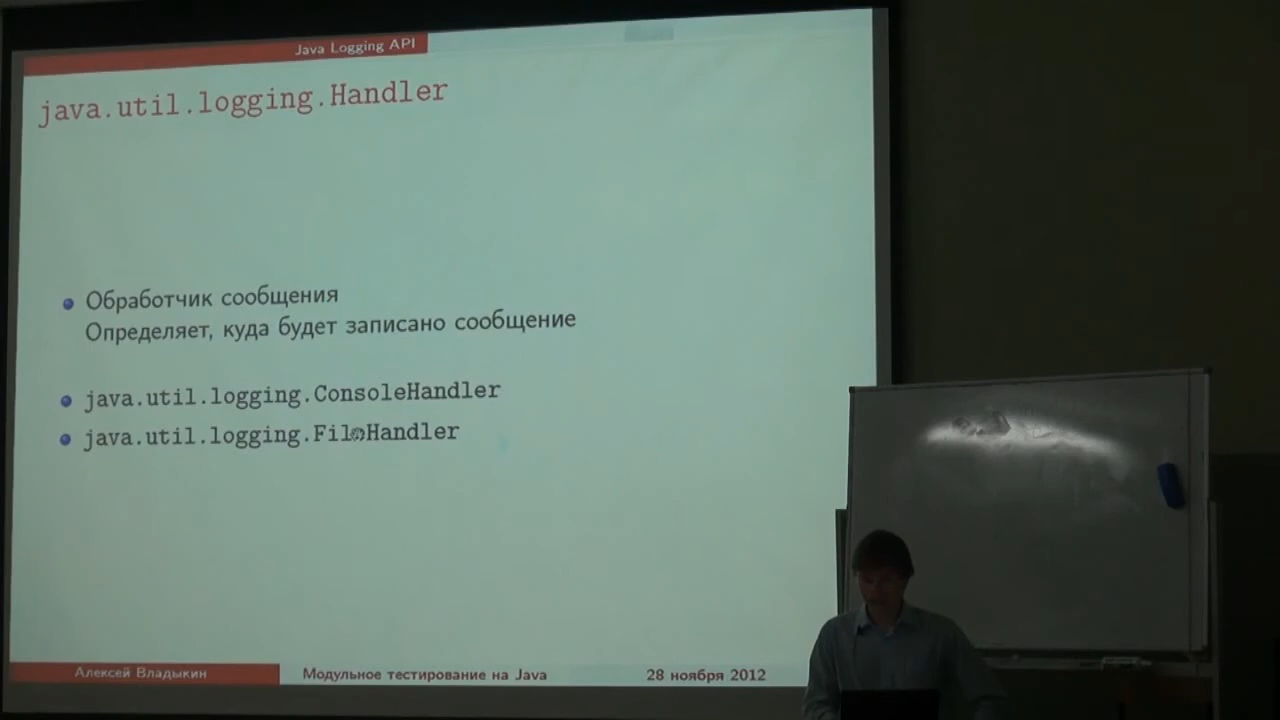 Java Logging API
java.util.logging.Handler
Обработчик сообщения
Определяет, куда будет записано сообщение
java.util.logging.ConsoleHandler
java.util.logging.FileHandler
Алексей Владыкин
Модульное тестирование на Java
28 ноября 2012